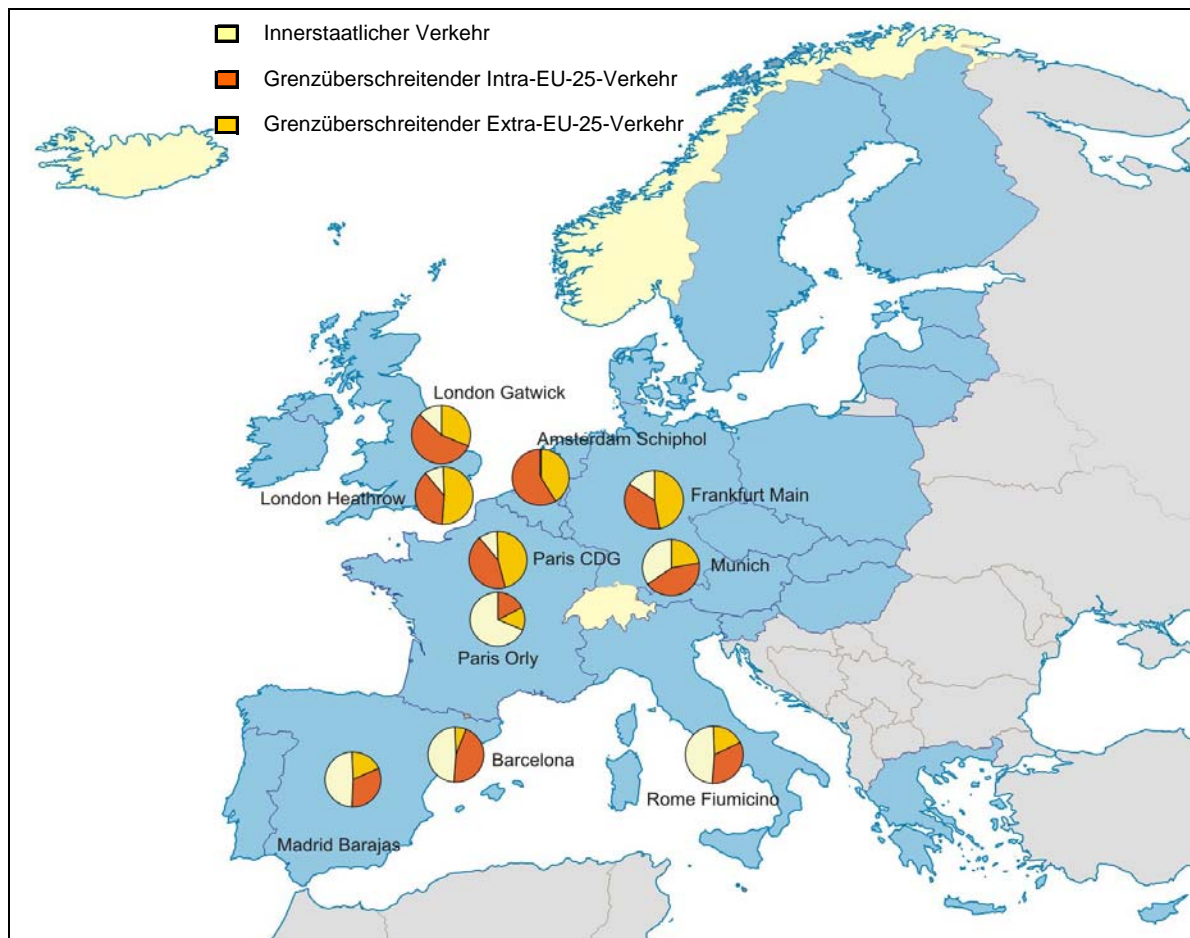 Innerstaatlicher Verkehr
Grenzüberschreitender Intra-EU-25-Verkehr
Grenzüberschreitender Extra-EU-25-Verkehr
London Gatwick
Amsterdam Schiphol
London Heathrow
Frankfurt Main
Paris CDG
Munich
Paris Orly
Barcelona
Rome Fiumicino
Madrid Barajas